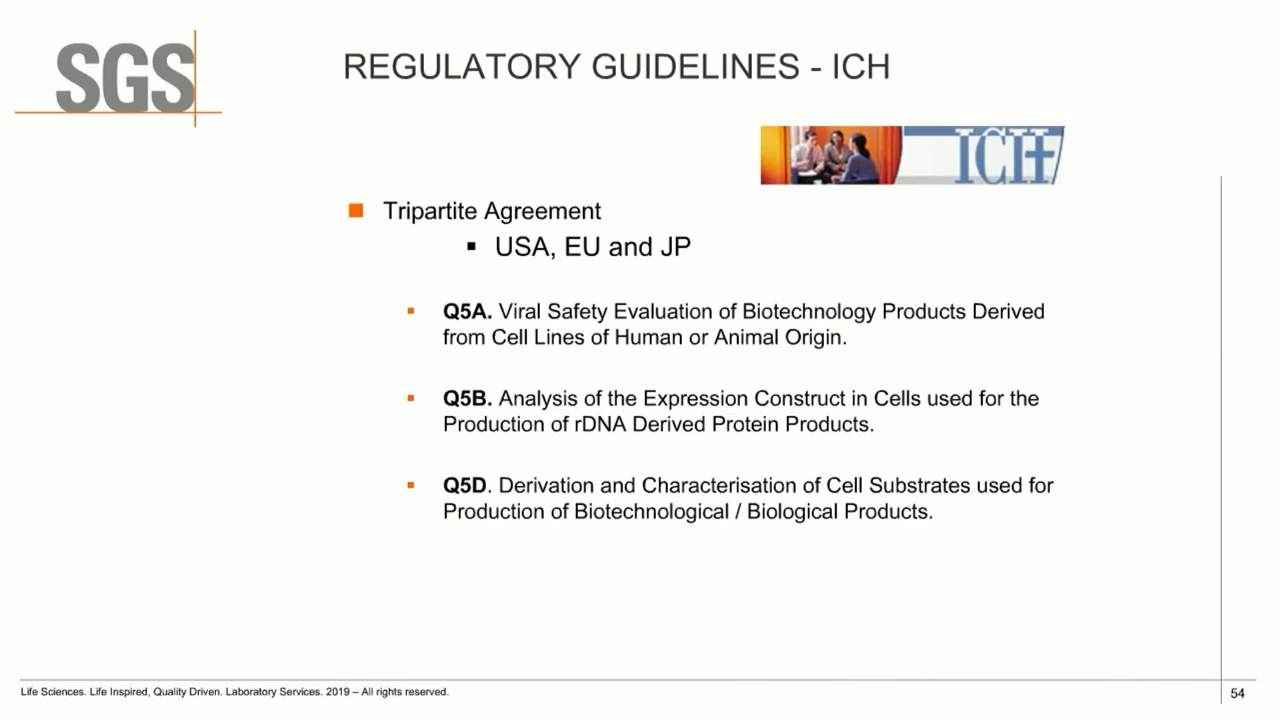 SGS
REGULATORY GUIDELINES - ICH
ICH
Tripartite Agreement
USA, EU and JP
Q5A. Viral Safety Evaluation of Biotechnology Products Derived
from Cell Lines of Human or Animal Origin.
Q5B. Analysis of the Expression Construct in Cells used for the
Production of rDNA Derived Protein Products.
Q5D. Derivation and Characterisation of Cell Substrates used for
Production of Biotechnological / Biological Products.
Life Sciences. Life Inspired, Quality Driven. Laboratory Services. 2019 – All rights reserved.
54